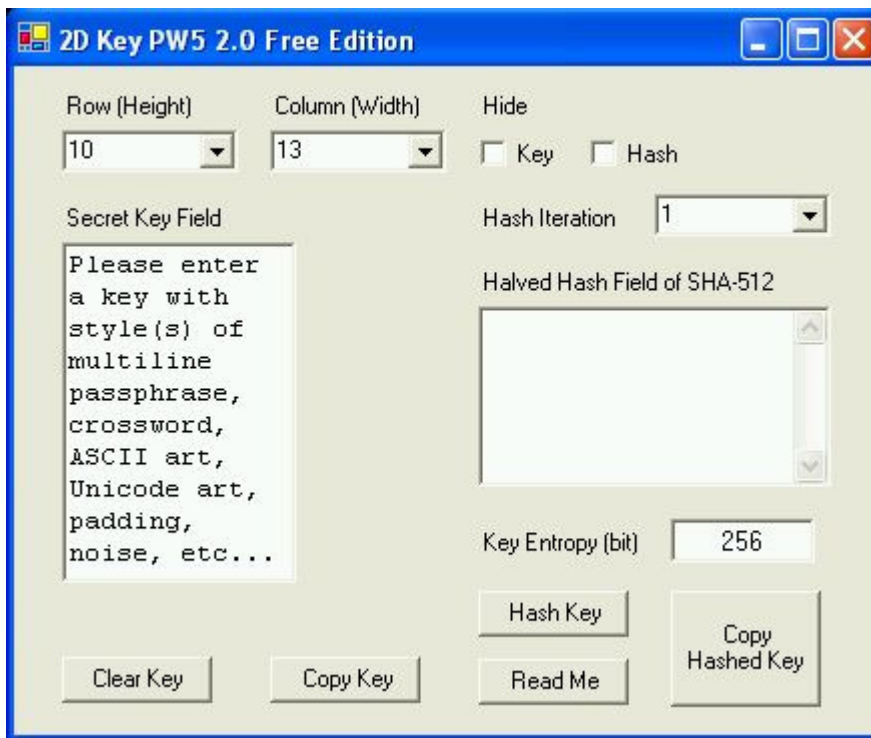 2D Key PW5 2.0 Free Edition
Row (Height)
Column (Width)
Hide
10
13
Key
Hash
Secret Key Field
Hash Iteration
1
Please enter
a key with
style(s) of
multiline
passphrase,
crossword,
ASCII art,
Unicode art,
padding,
noise, etc...
Halved Hash Field of SHA-512
Key Entropy (bit)
256
Hash Key
Copy
Hashed Key
Clear Key
Copy Key
Read Me